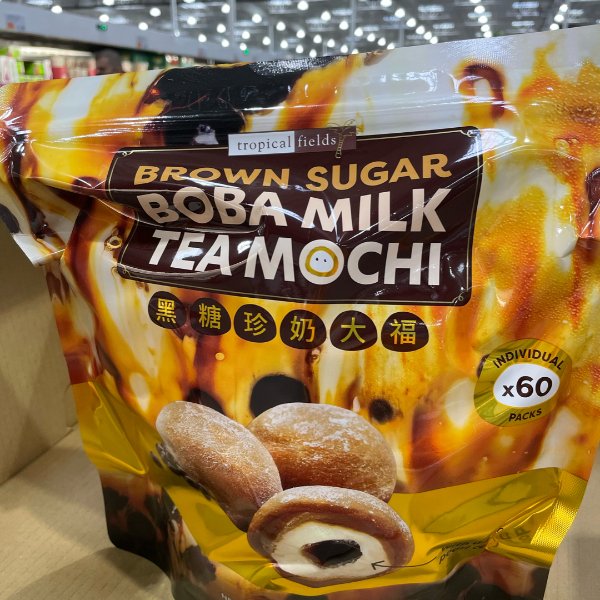 tropical fields
BROWN SUGAR
BOBA MILK
TEA MOCHI
黑糖珍奶大福
INDIVIDUAL
x60
PACKS